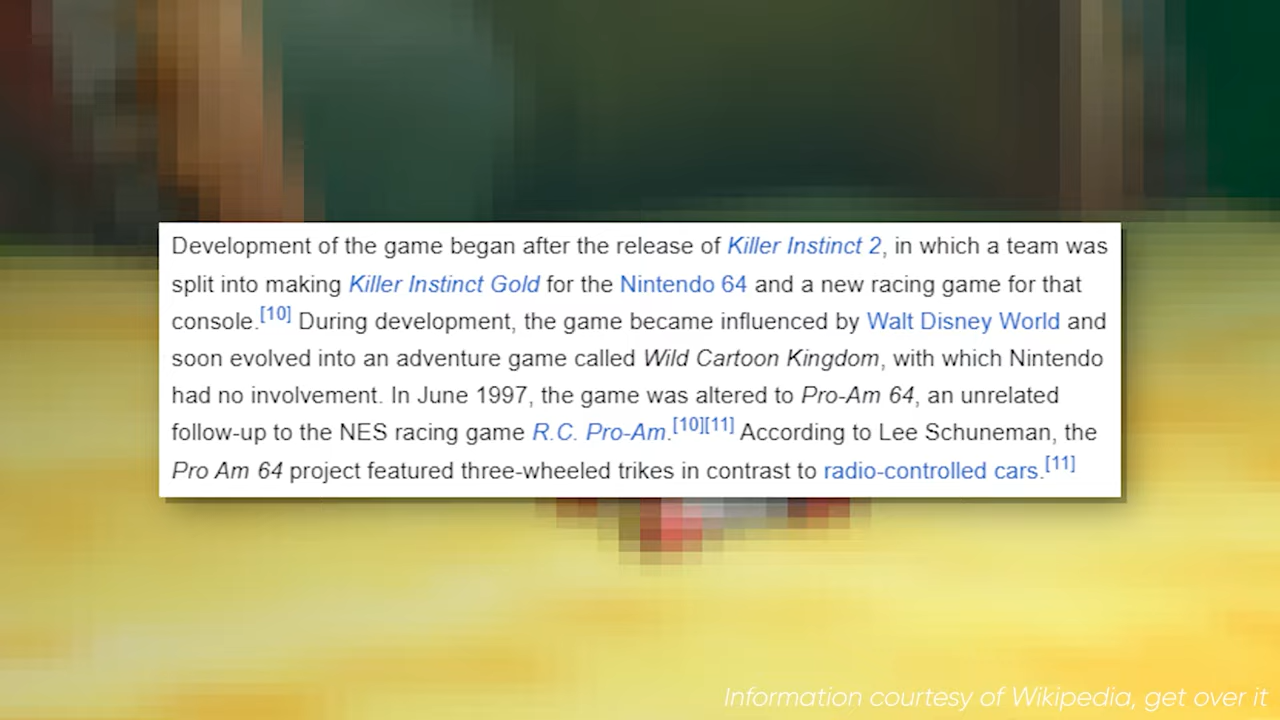 Development of the game began after the release of Killer Instinct 2, in which a team was
split into making Killer Instinct Gold for the Nintendo 64 and a new racing game for that
console.[10] During development, the game became influenced by Walt Disney World and
soon evolved into an adventure game called Wild Cartoon Kingdom, with which Nintendo
had no involvement. In June 1997, the game was altered to Pro-Am 64, an unrelated
follow-up to the NES racing game R.C. Pro-Am.[10][11] According to Lee Schuneman, the
Pro Am 64 project featured three-wheeled trikes in contrast to radio-controlled cars.[11]
Information courtesy of Wikipedia, get over it